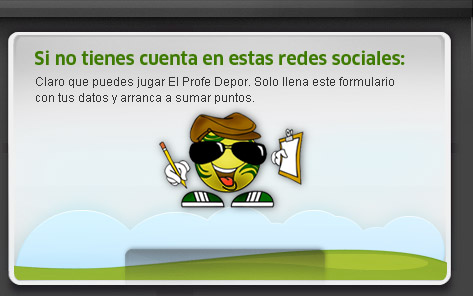 Si no tienes cuenta en estas redes sociales:
Claro que puedes jugar El Profe Depor. Solo llena este formulario
con tus datos y arranca a sumar puntos.